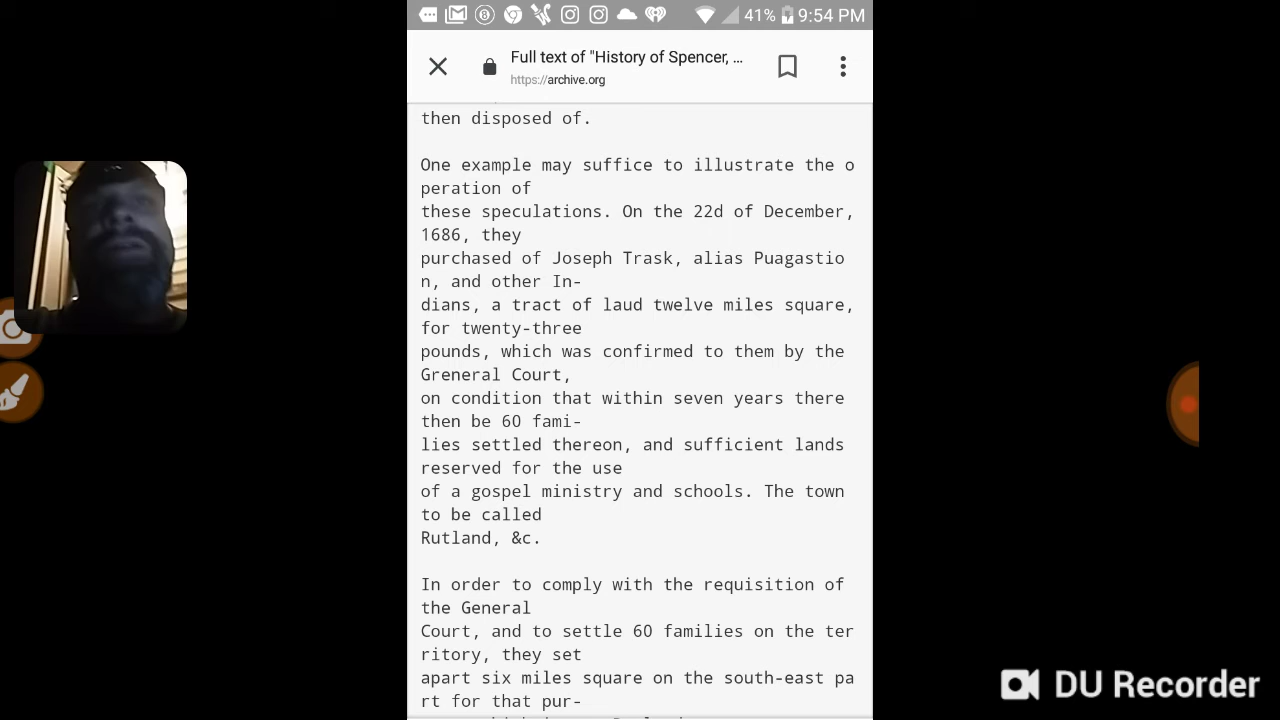 41% 9:54 PM
Full text of "History of Spencer, ...
https://archive.org
then disposed of.
One example may suffice to illustrate the o
peration of
these speculations. On the 22d of December,
1686, they
purchased of Joseph Trask, alias Puagastio
n, and other In-
dians, a tract of laud twelve miles square,
for twenty-three
pounds, which was confirmed to them by the
Greneral Court,
on condition that within seven years there
then be 60 fami-
lies settled thereon, and sufficient lands
reserved for the use
of a gospel ministry and schools. The town
to be called
Rutland, &c.
In order to comply with the requisition of
the General
Court, and to settle 60 families on the ter
ritory, they set
apart six miles square on the south-east pa
rt for that pur-
DU Recorder